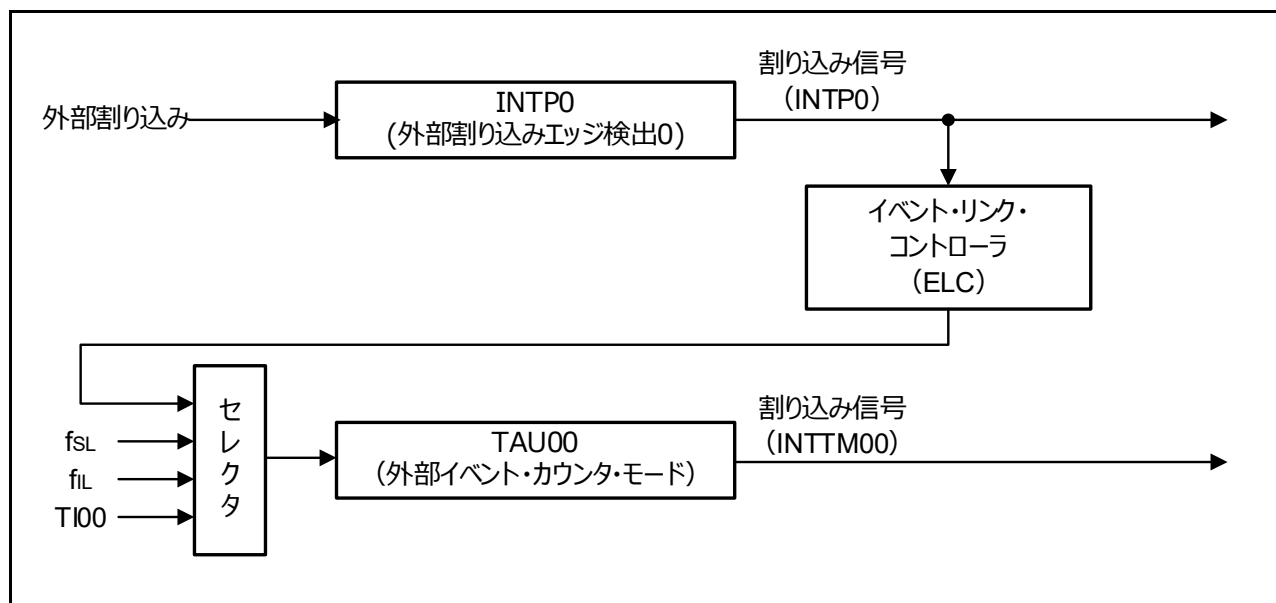 割り込み信号
（INTP0）
外部割り込み
INTP0
(外部割り込みエッジ検出0)
イベント・リンク・
コントローラ
（ELC）
セレクタ
fSL
fIL
TI00
TAU00
（外部イベント・カウンタ・モード）
割り込み信号
（INTTM00）